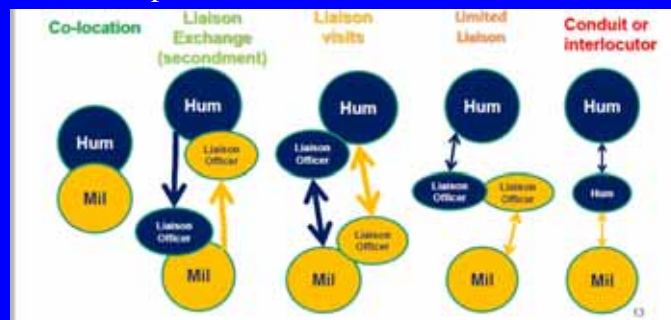 Co-location
Liaison
Exchange
(secondment)
Liaison
visits
Limited
Liaison
Conduit or
interlocutor
Hum
Mil
Hum
Liaison
Officer
Liaison
Officer
Mil
Hum
Liaison
Officer
Liaison
Officer
Mil
Hum
Liaison
Officer
Liaison
Officer
Mil
Hum
Hum
Mil
13